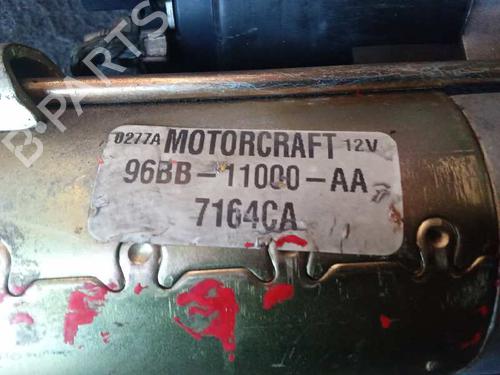 B-PARTS
0277A MOTORCRAFT 12V
96BB-11000-AA
7164CA